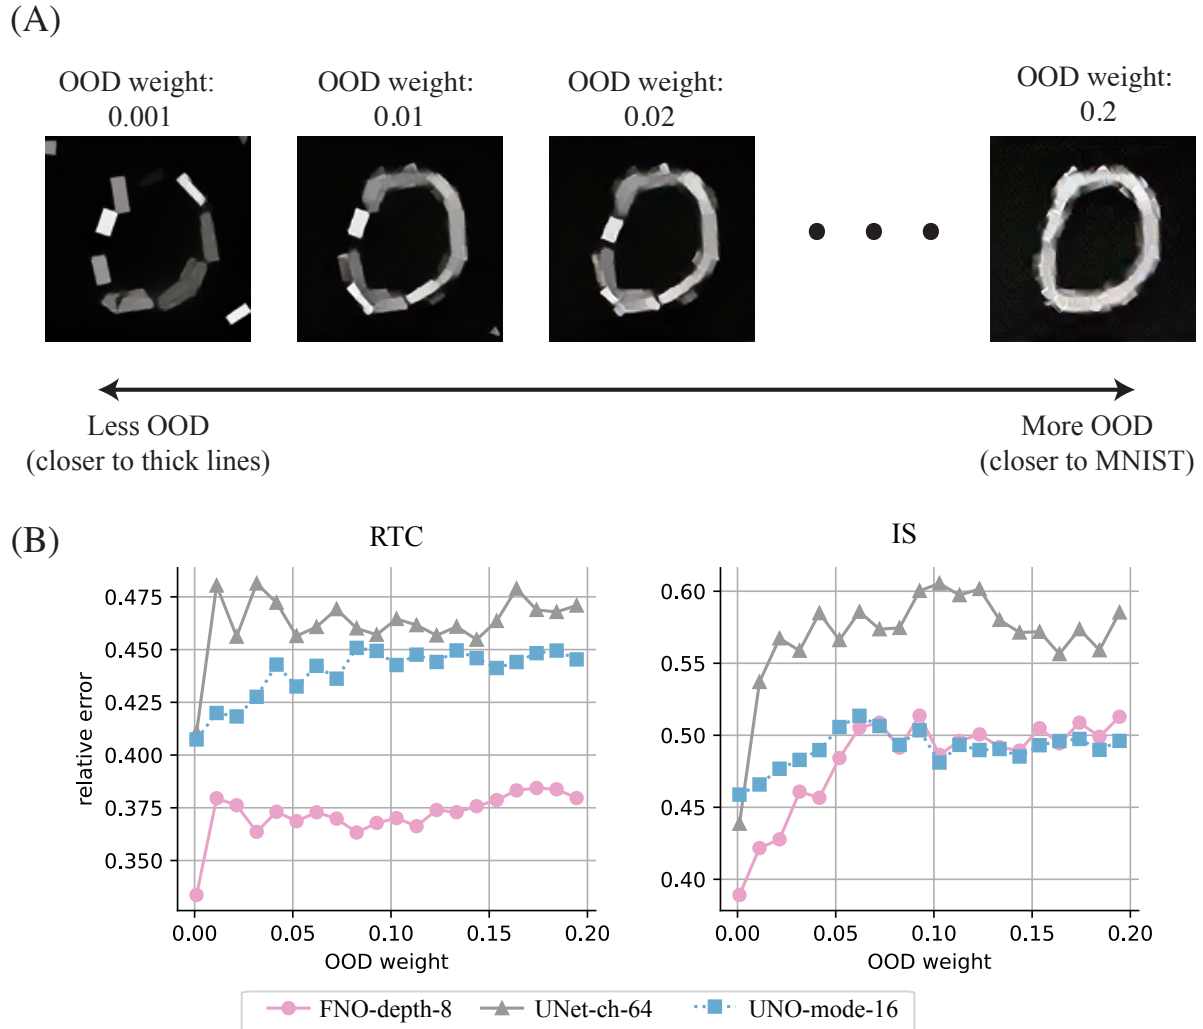 (A)
OOD weight:
0.001
OOD weight:
0.01
OOD weight:
0.02
OOD weight:
0.2
Less OOD
(closer to thick lines)
More OOD
(closer to MNIST)
(B)
RTC
relative error
0.475
0.450
0.425
0.400
0.375
0.350
0.00 0.05 0.10 0.15 0.20
OOD weight
IS
0.60
0.55
0.50
0.45
0.40
0.00 0.05 0.10 0.15 0.20
OOD weight
FNO-depth-8 UNet-ch-64 UNO-mode-16